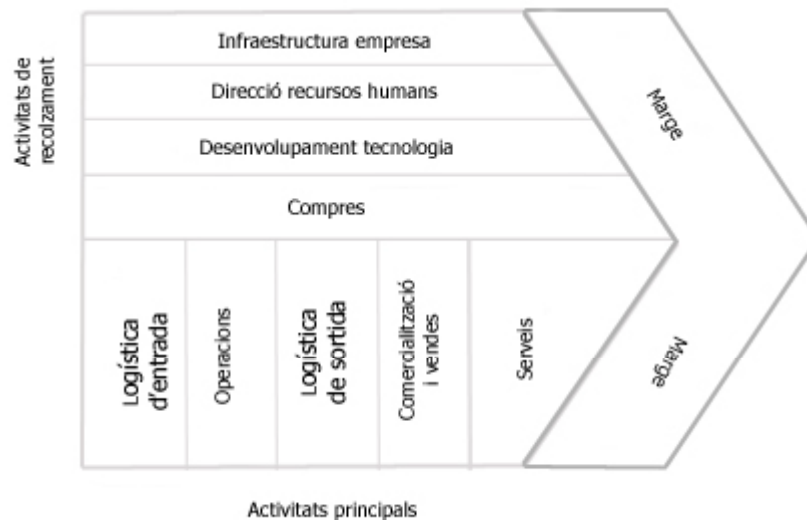 Activitats de
recolzament
Infraestructura empresa
Direcció recursos humans
Desenvolupament tecnologia
Compres
Marge
Logística
d'entrada
Operacions
Logística
de sortida
Comercialització
i vendes
Serveis
Marge
Activitats principals